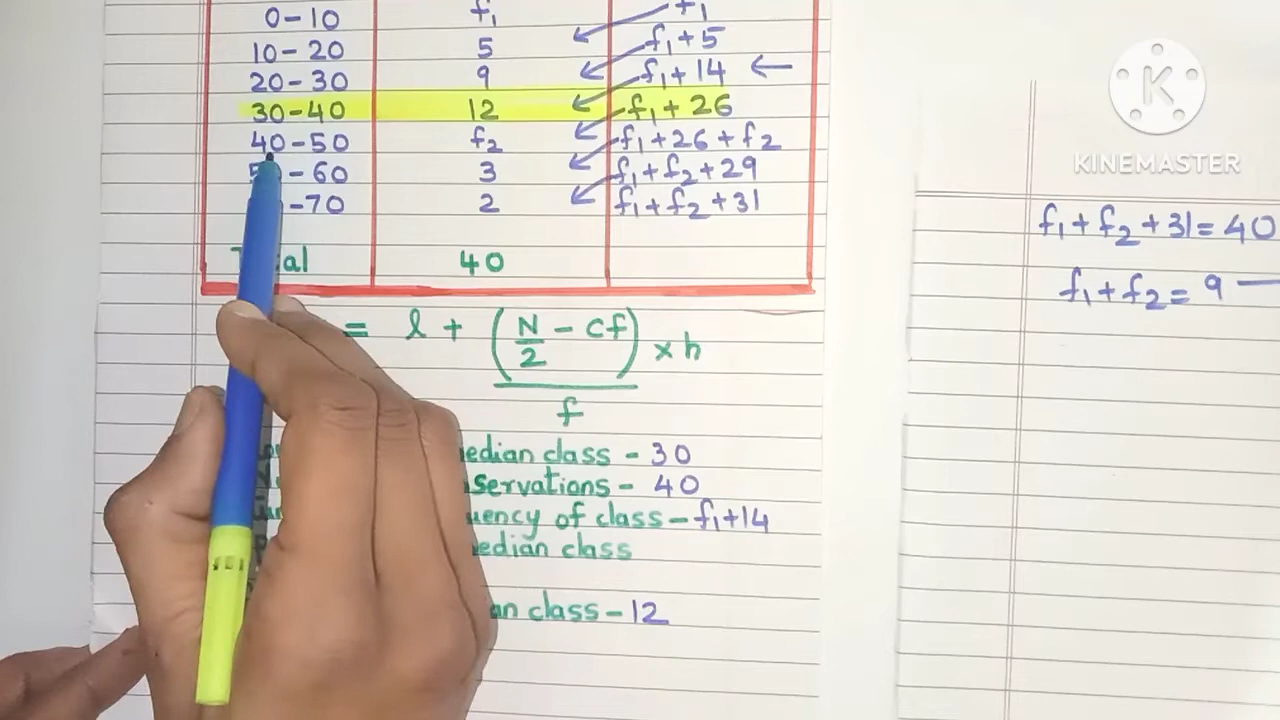 0-10 f₁ f₁
10-20 5 f₁+5
20-30 9 f₁+14 ←
30-40 12 f₁+26
40-50 f₂ f₁+26+f₂
-60 3 f₁+f₂+29
-70 2 f₁+f₂+31
40
= l + (N/2 - cf)/f × h
edian class - 30
servations - 40
uency of class - f₁+14
edian class
an class - 12
K
KINEMASTER
f₁+f₂+31=40
f₁+f₂=9 —